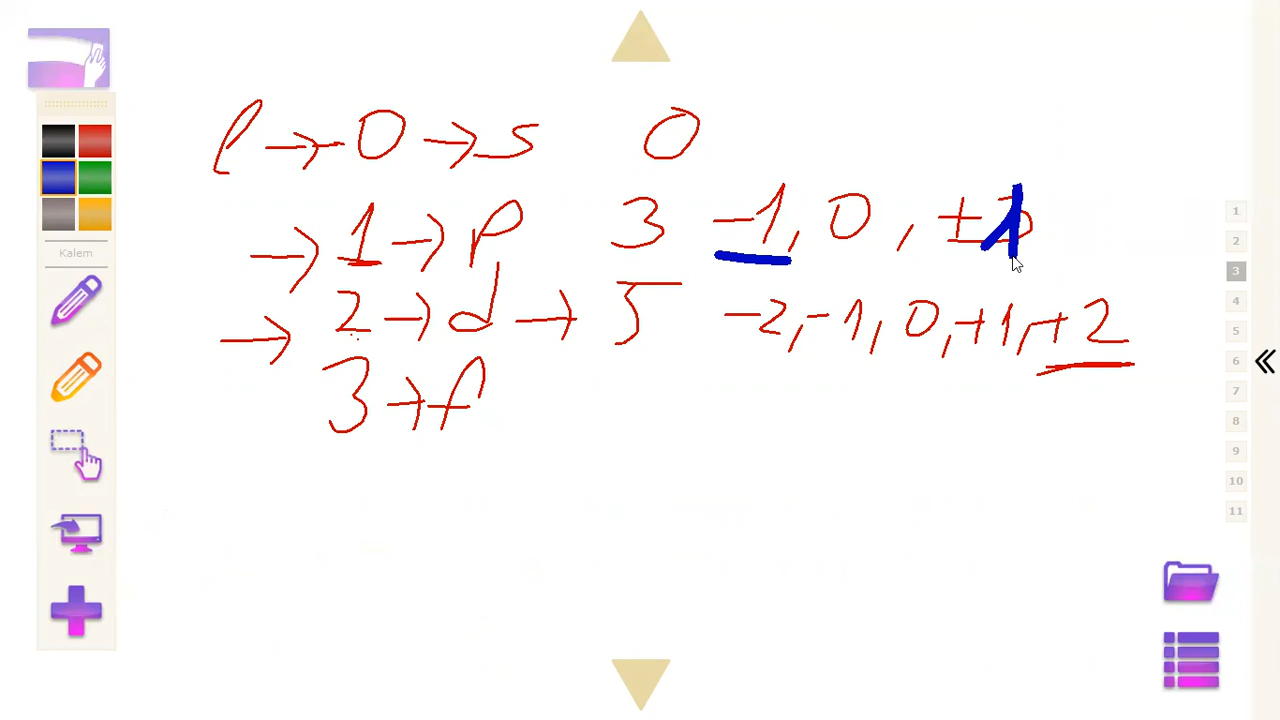 l → 0 → s 0
→ 1 → p 3 -1, 0, +1
→ 2 → d → 5 -2, -1, 0, +1, +2
3 → f
Kalem
1
2
3
4
5
6
7
8
9
10
11